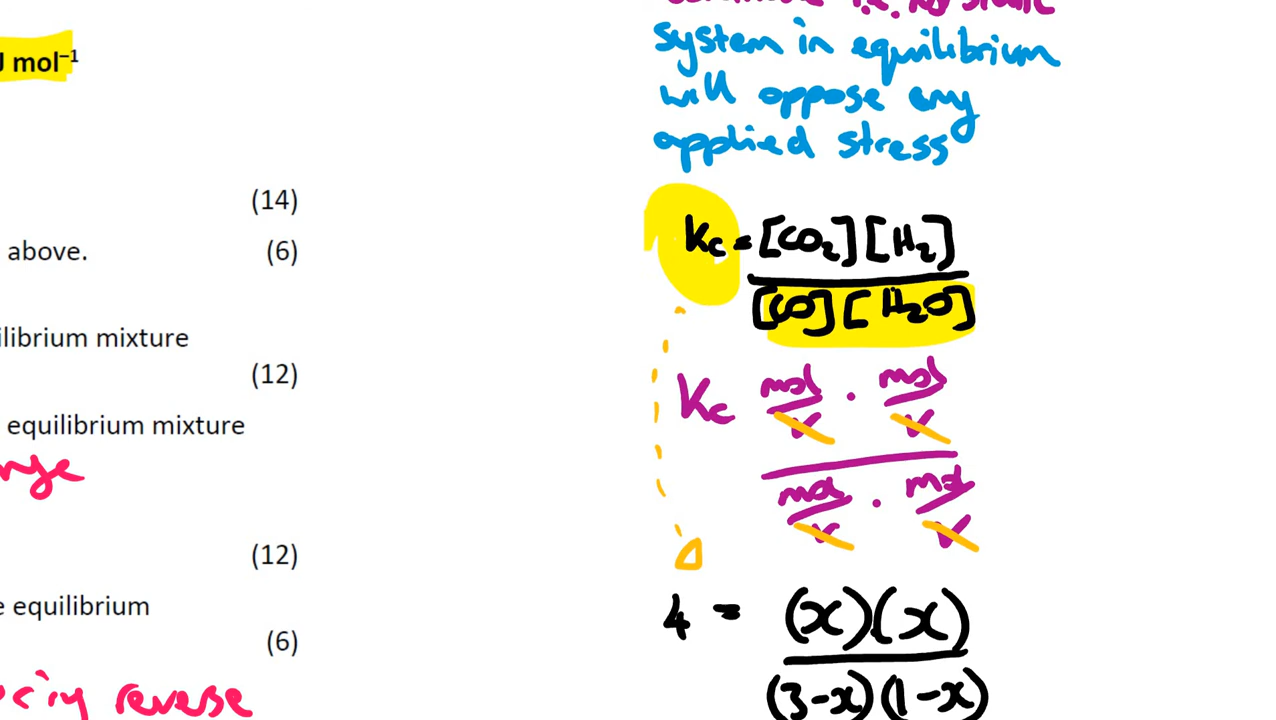 J mol⁻¹
(14)
above. (6)
ilibrium mixture
(12)
equilibrium mixture
(12)
e equilibrium
(6)
reverse
system in equilibrium
will oppose any
applied stress
Kc = [CO₂][H₂]
[CO][H₂O]
Kc mol/V . mol/V
mol/V . mol/V
4 = (x)(x)
(3-x)(1-x)